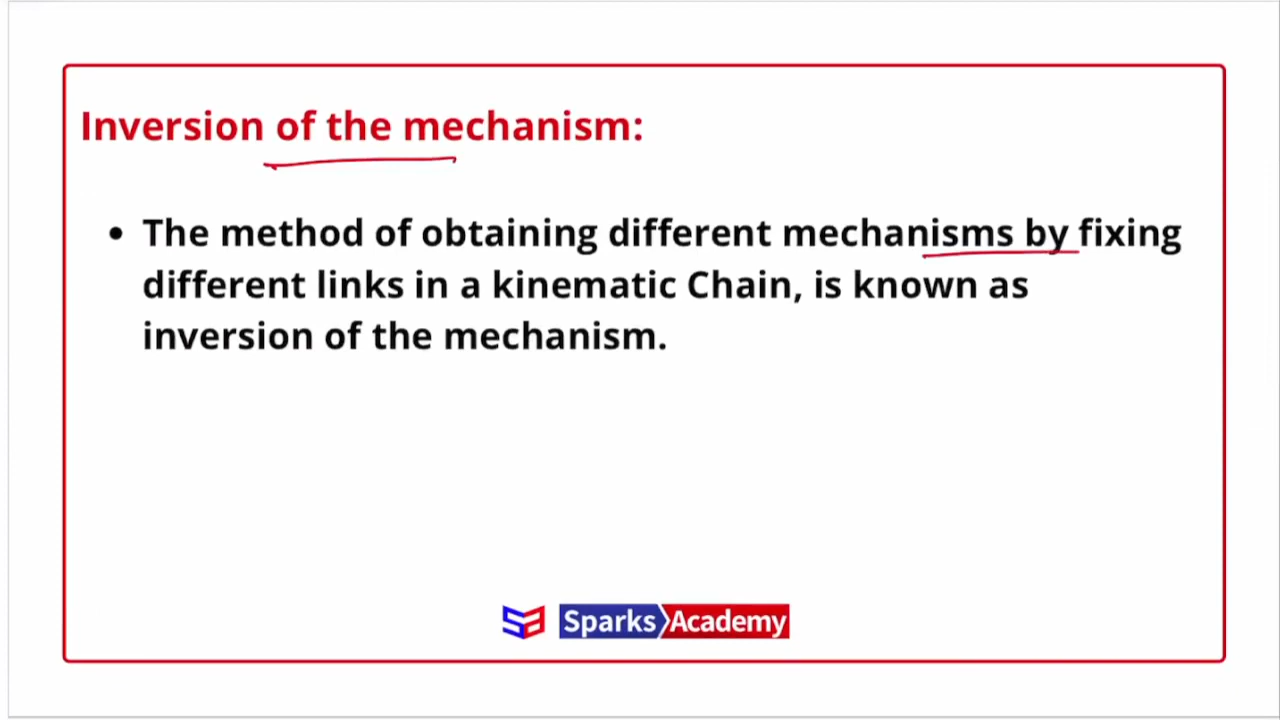 Inversion of the mechanism:
• The method of obtaining different mechanisms by fixing
different links in a kinematic Chain, is known as
inversion of the mechanism.
Sparks Academy